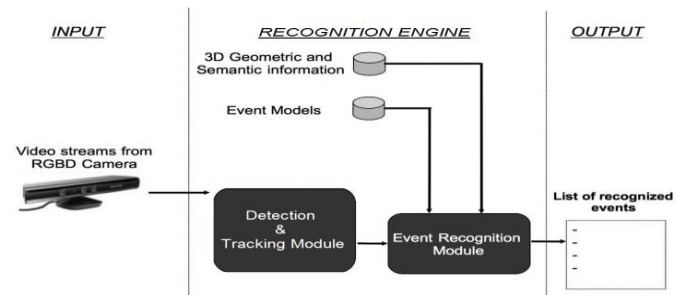 INPUT
RECOGNITION ENGINE
OUTPUT
3D Geometric and
Semantic information
Event Models
Video streams from
RGBD Camera
Detection
&
Tracking Module
Event Recognition
Module
List of recognized
events
-
-
-
-